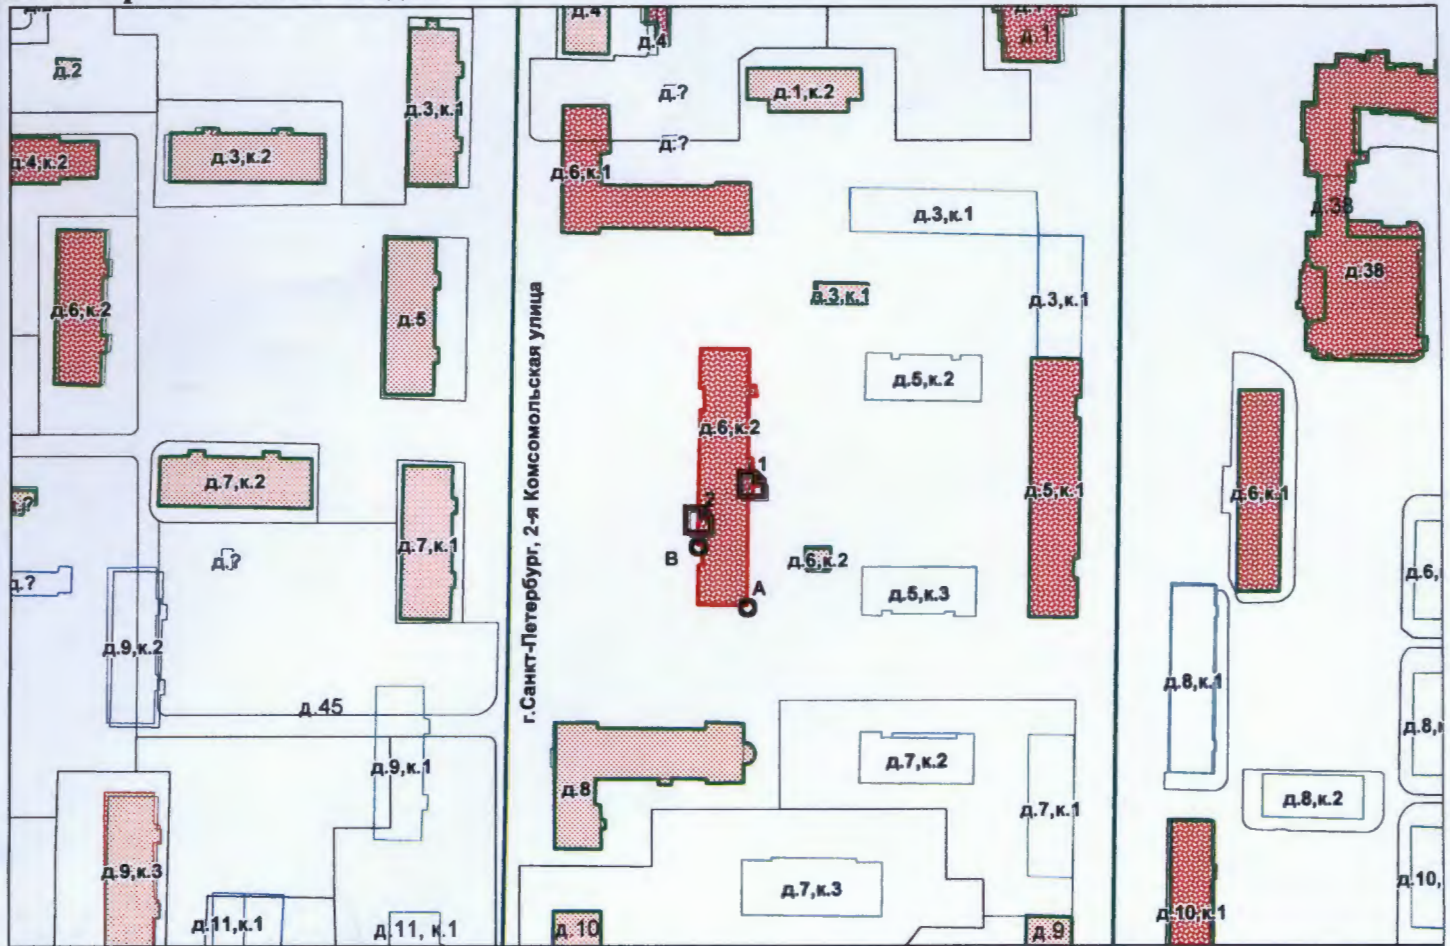 д.4
д.4
д.1
д.2
д.?
д.1,к.2
д.3,к.1
д.4,к.2
д.3,к.2
д.?
д.6,к.1
д.38
д.3,к.1
д.38
д.6,к.2
д.5
д.3,к.1
д.3,к.1
г.Санкт-Петербург, 2-я Комсомольская улица
д.5,к.2
д.6,к.2
1
д.7,к.2
д.5,к.1
д.6,к.1
2
д.7,к.1
В
д.?
д.6,к.2
д.?
А
д.5,к.3
д.6,
д.9,к.2
д.8,к.1
д.45
д.8,
д.9,к.1
д.7,к.2
д.8
д.7,к.1
д.8,к.2
д.9,к.3
д.7,к.3
д.10,
д.10,к.1
д.11,к.1
д.11, к.1
д.10
д.9